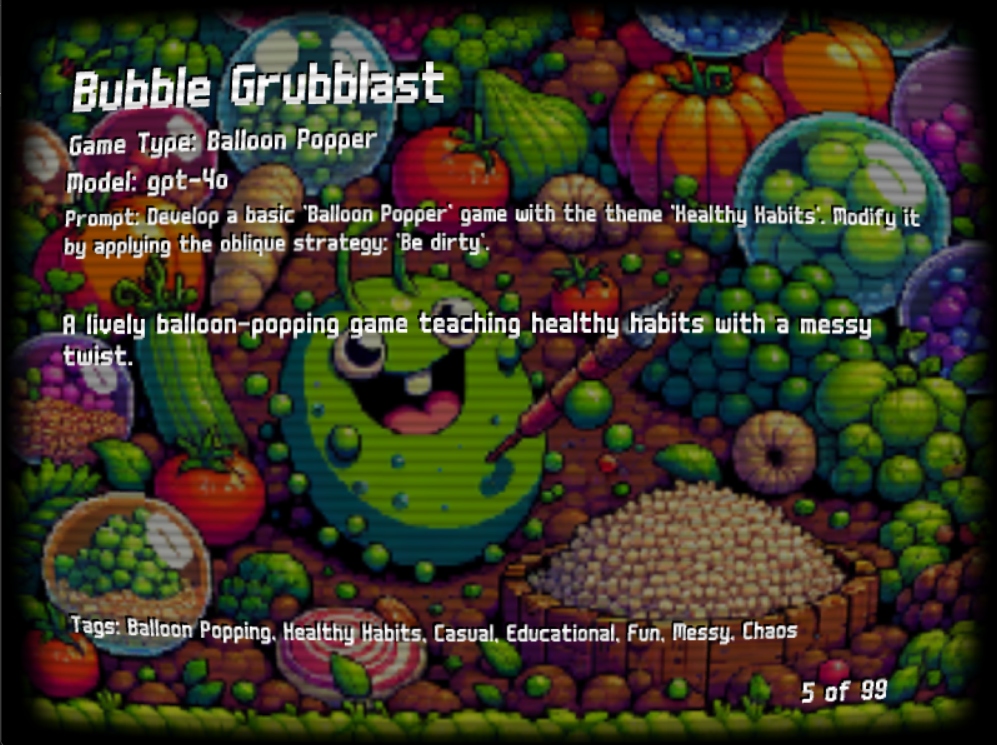 Bubble Grubblast
Game Type: Balloon Popper
Model: gpt-4o
Prompt: Develop a basic 'Balloon Popper' game with the theme 'Healthy Habits'. Modify it
by applying the oblique strategy: 'Be dirty'.
A lively balloon-popping game teaching healthy habits with a messy
twist.
Tags: Balloon Popping, Healthy Habits, Casual, Educational, Fun, Messy, Chaos
5 of 99